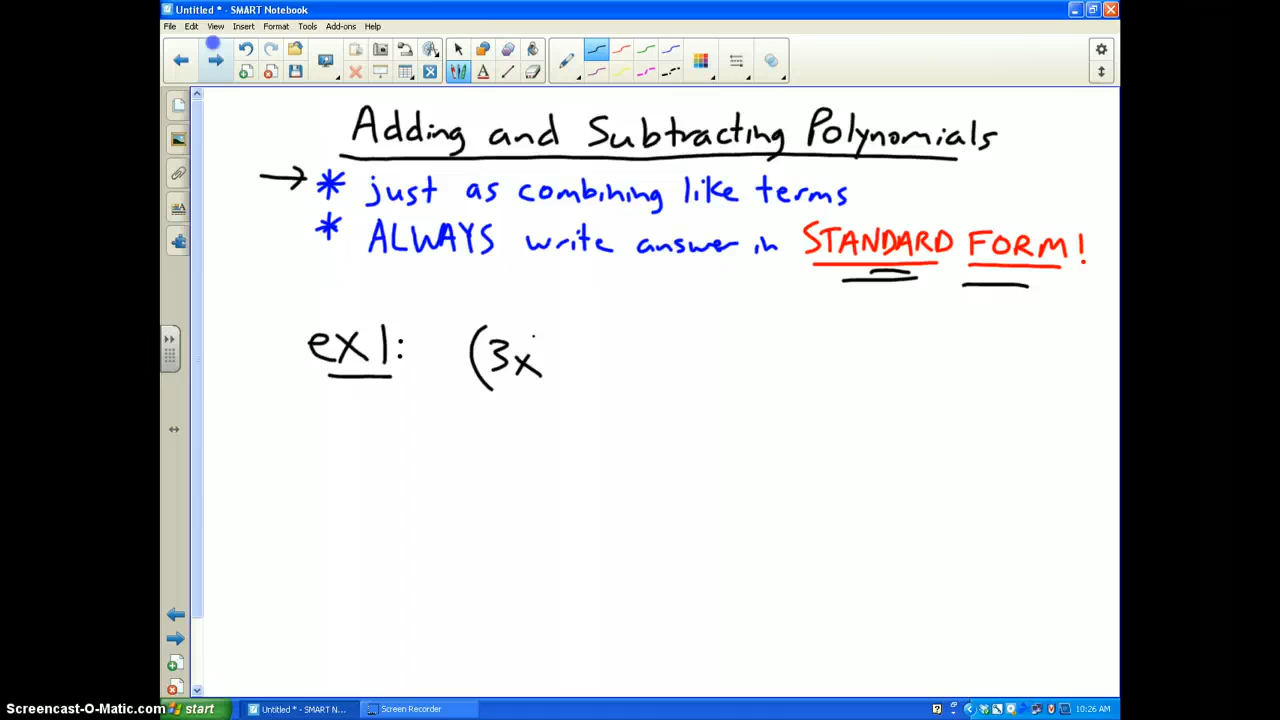 Untitled * - SMART Notebook
File Edit View Insert Format Tools Add-ons Help
Adding and Subtracting Polynomials
→ * just as combining like terms
* ALWAYS write answer in STANDARD FORM!
ex 1: (3x
Screencast-O-Matic.com
start Untitled * - SMART N... Screen Recorder 10:26 AM